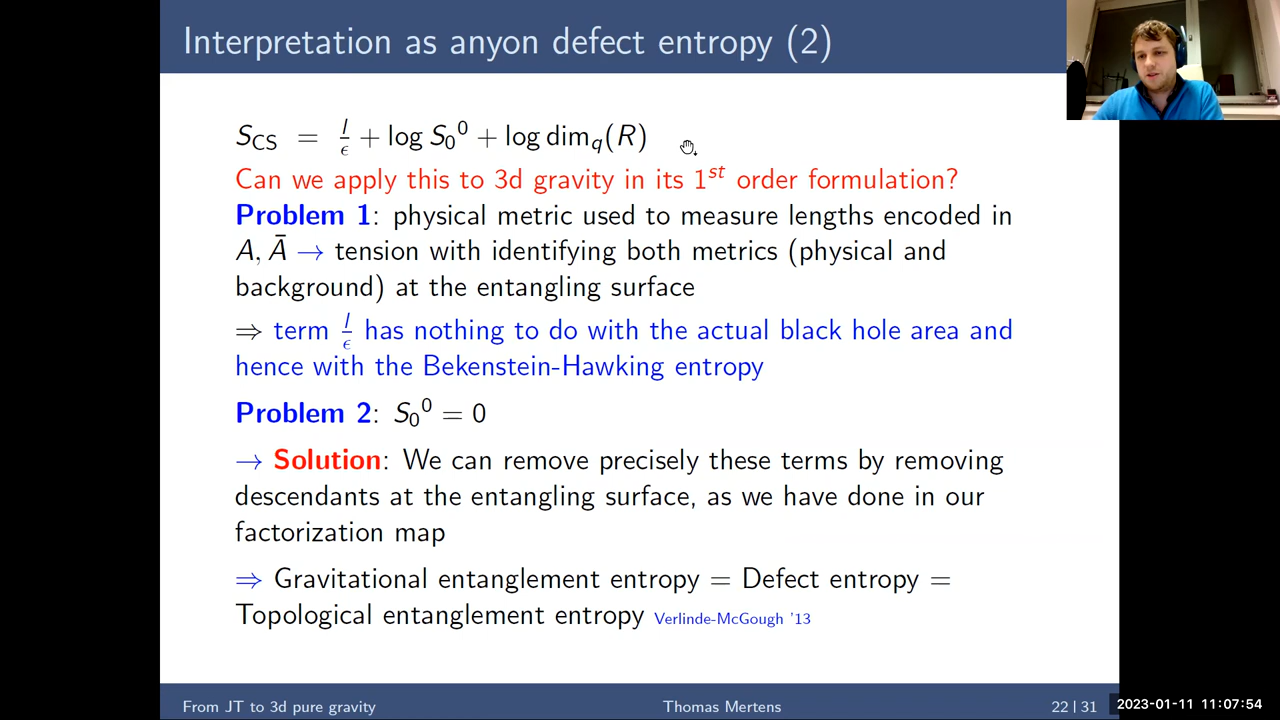 Interpretation as anyon defect entropy (2)
S_CS = l/ϵ + log S₀⁰ + log dim_q(R)
Can we apply this to 3d gravity in its 1^st order formulation?
Problem 1: physical metric used to measure lengths encoded in
A, Ā → tension with identifying both metrics (physical and
background) at the entangling surface
⇒ term l/ϵ has nothing to do with the actual black hole area and
hence with the Bekenstein-Hawking entropy
Problem 2: S₀⁰ = 0
→ Solution: We can remove precisely these terms by removing
descendants at the entangling surface, as we have done in our
factorization map
⇒ Gravitational entanglement entropy = Defect entropy =
Topological entanglement entropy Verlinde-McGough '13
From JT to 3d pure gravity Thomas Mertens 22 | 31
2023-01-11 11:07:54